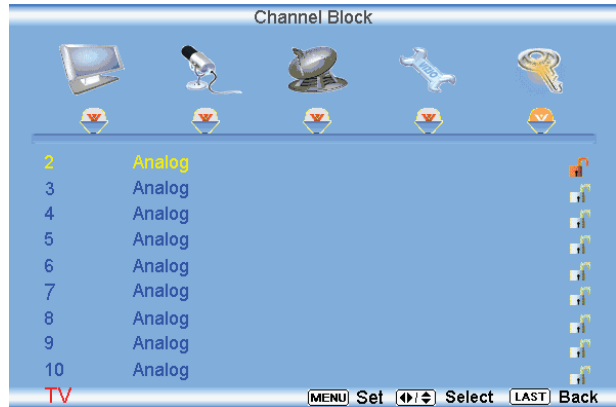 Channel Block
2 Analog
3 Analog
4 Analog
5 Analog
6 Analog
7 Analog
8 Analog
9 Analog
10 Analog
TV MENU Set Select LAST Back